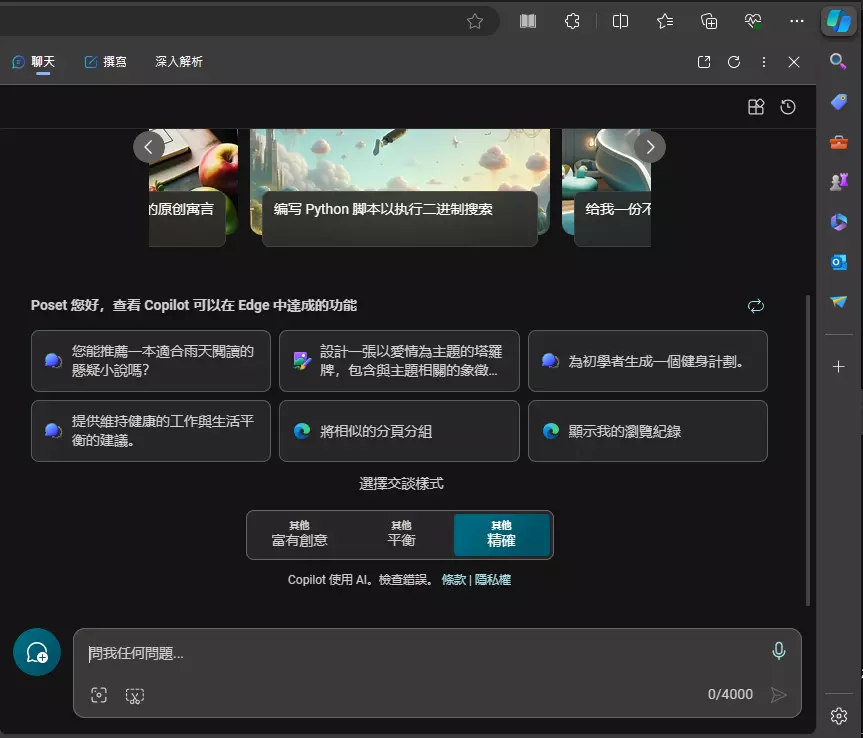 聊天
撰寫
深入解析
的原创寓言
编写 Python 脚本以执行二进制搜索
给我一份不
Poset 您好，查看 Copilot 可以在 Edge 中達成的功能
您能推薦一本適合雨天閱讀的
懸疑小說嗎?
設計一張以愛情為主題的塔羅
牌，包含與主題相關的象徵...
為初學者生成一個健身計劃。
提供維持健康的工作與生活平
衡的建議。
將相似的分頁分組
顯示我的瀏覽紀錄
選擇交談樣式
其他
富有創意
其他
平衡
其他
精確
Copilot 使用 AI。檢查錯誤。 條款 | 隱私權
問我任何問題...
0/4000